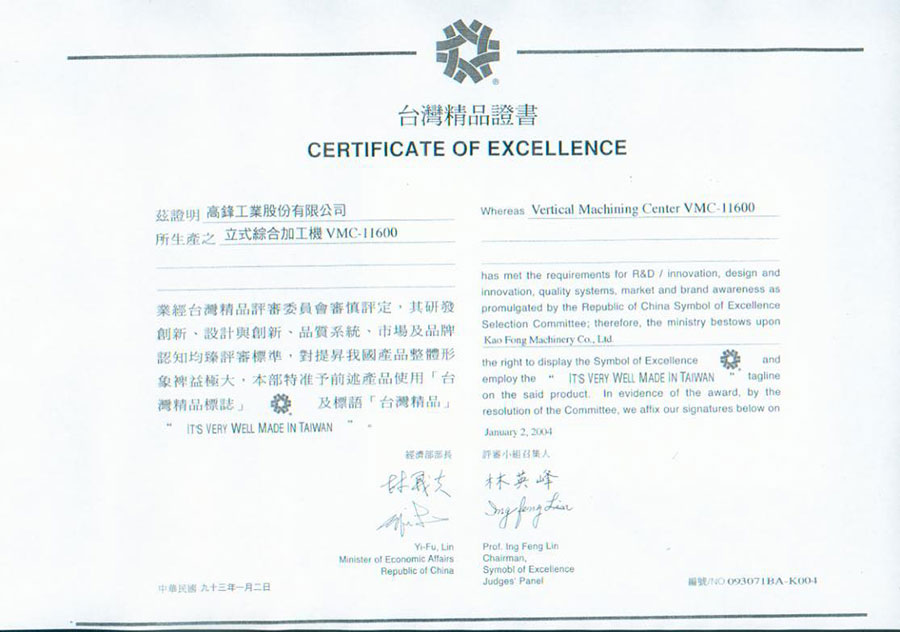 ®
台灣精品證書
CERTIFICATE OF EXCELLENCE
茲證明 高鋒工業股份有限公司
所生產之 立式綜合加工機 VMC-11600
業經台灣精品評審委員會審慎評定，其研發
創新、設計與創新、品質系統、市場及品牌
認知均臻評審標準，對提昇我國產品整體形
象裨益極大，本部特准予前述產品使用「台
灣精品標誌」 及標語「台灣精品」
“ IT'S VERY WELL MADE IN TAIWAN ” 。
Whereas Vertical Machining Center VMC-11600
has met the requirements for R&D / innovation, design and
innovation, quality systems, market and brand awareness as
promulgated by the Republic of China Symbol of Excellence
Selection Committee; therefore, the ministry bestows upon
Kao Fong Machinery Co., Ltd.
the right to display the Symbol of Excellence and
employ the “ IT'S VERY WELL MADE IN TAIWAN ” tagline
on the said product. In evidence of the award, by the
resolution of the Committee, we affix our signatures below on
January 2, 2004
經濟部部長
林義夫
Yi-Fu, Lin
Minister of Economic Affairs
Republic of China
評審小組召集人
林英峰
Ing feng Lin
Prof. Ing Feng Lin
Chairman,
Symobl of Excellence
Judges' Panel
中華民國 九十三年一月二日
編號/NO 093071BA-K004